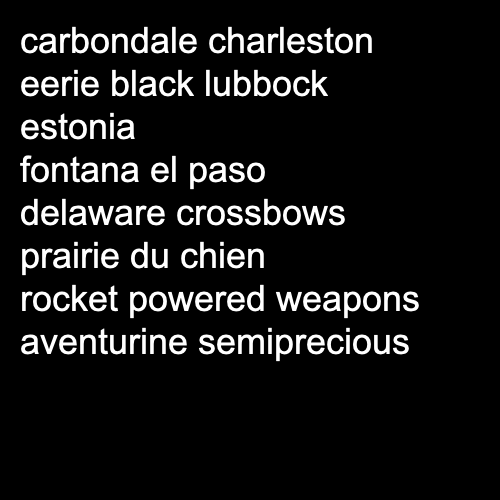 carbondale charleston
eerie black lubbock
estonia
fontana el paso
delaware crossbows
prairie du chien
rocket powered weapons
aventurine semiprecious